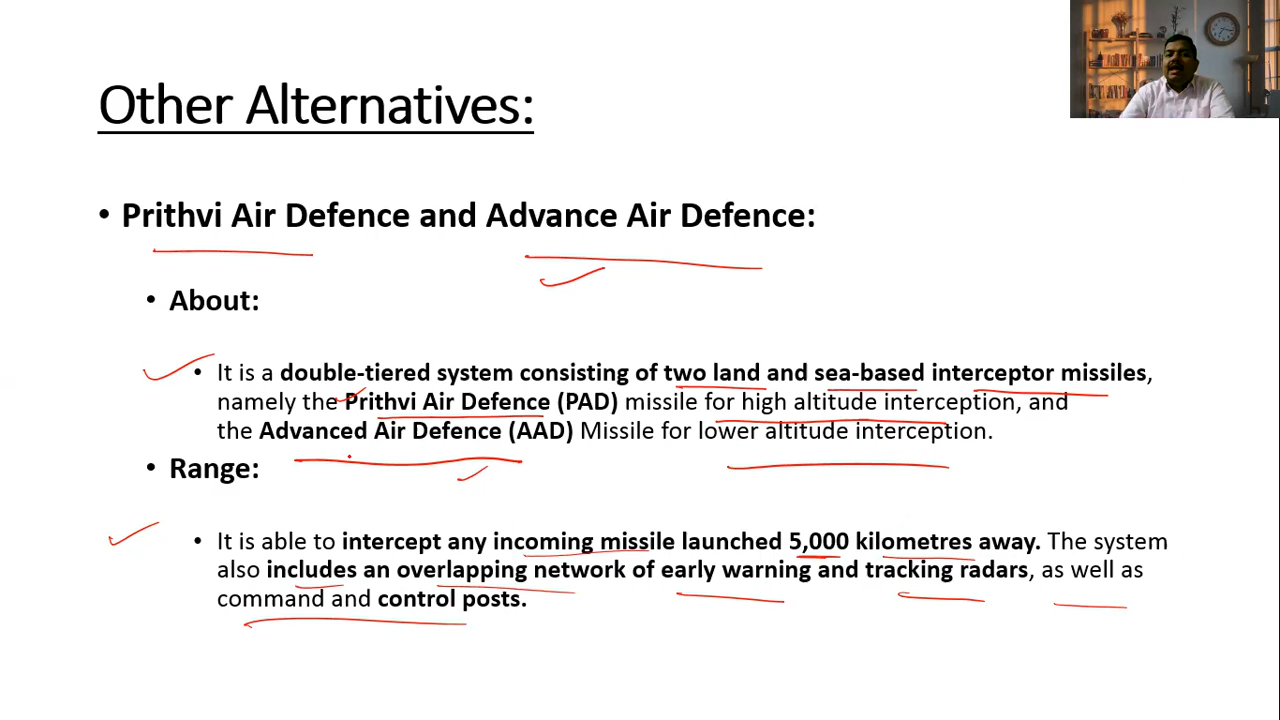 Other Alternatives:
• Prithvi Air Defence and Advance Air Defence:
• About:
• It is a double-tiered system consisting of two land and sea-based interceptor missiles,
namely the Prithvi Air Defence (PAD) missile for high altitude interception, and
the Advanced Air Defence (AAD) Missile for lower altitude interception.
• Range:
• It is able to intercept any incoming missile launched 5,000 kilometres away. The system
also includes an overlapping network of early warning and tracking radars, as well as
command and control posts.